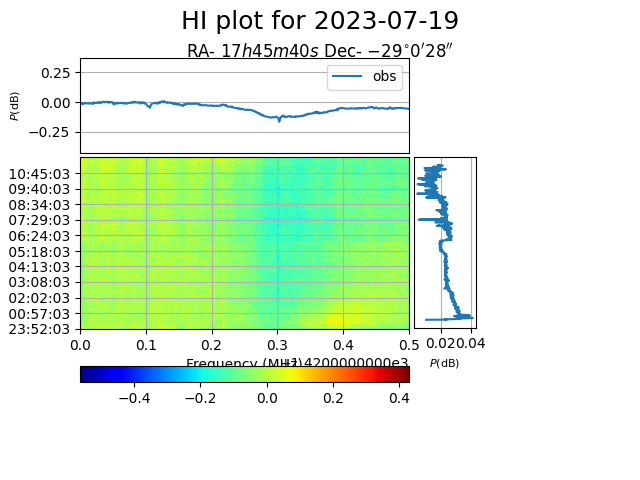 HI plot for 2023-07-19
RA- 17h45m40s Dec- −29°0′28″
P(dB)
0.25
0.00
−0.25
obs
10:45:03
09:40:03
08:34:03
07:29:03
06:24:03
05:18:03
04:13:03
03:08:03
02:02:03
00:57:03
23:52:03
0.0 0.1 0.2 0.3 0.4 0.5
Frequency (MHz)
+1.4200000000e3
0.02 0.04
P(dB)
−0.4 −0.2 0.0 0.2 0.4